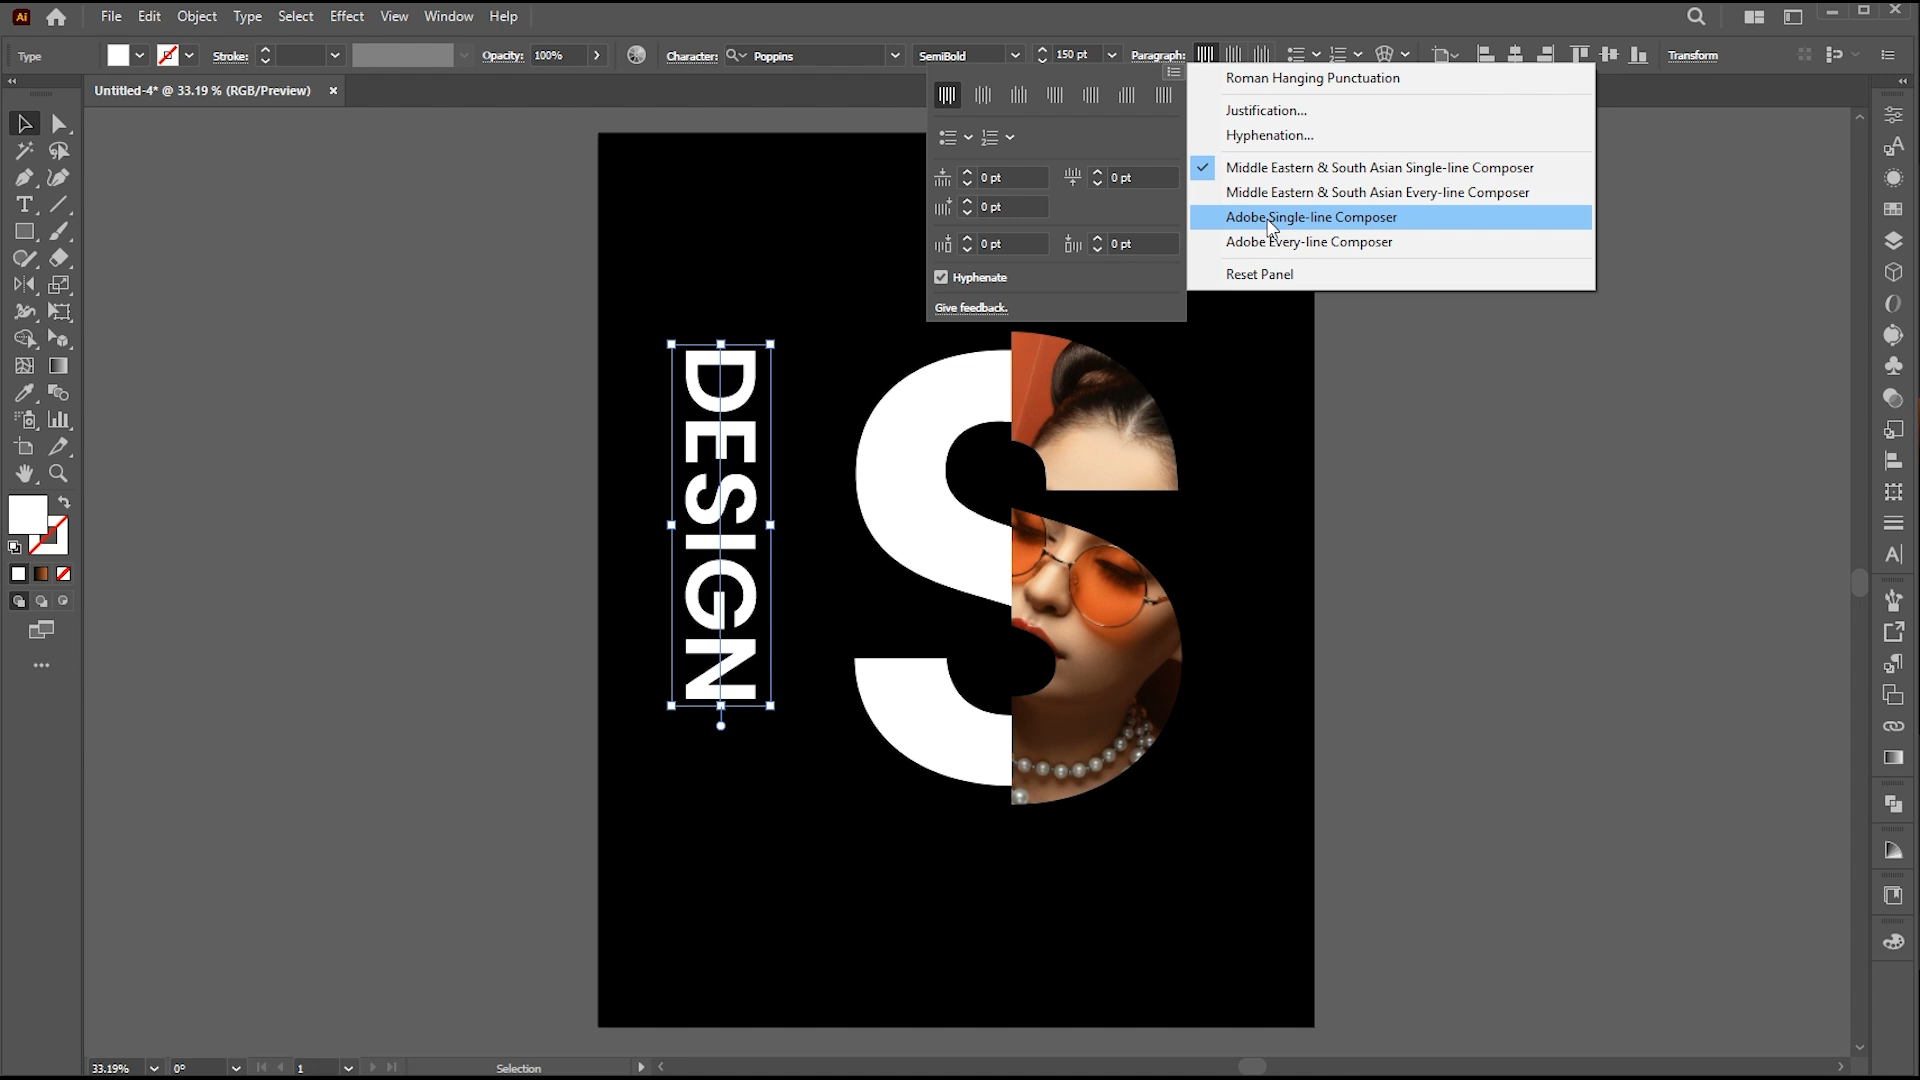 Ai File Edit Object Type Select Effect View Window Help
Type Stroke: Opacity: 100% Character: Poppins SemiBold 150 pt Paragraph: Transform
Untitled-4* @ 33.19 % (RGB/Preview)
Roman Hanging Punctuation
Justification...
Hyphenation...
Middle Eastern & South Asian Single-line Composer
Middle Eastern & South Asian Every-line Composer
Adobe Single-line Composer
Adobe Every-line Composer
Reset Panel
0 pt 0 pt
0 pt
0 pt 0 pt
Hyphenate
Give feedback.
DESIGN
S
33.19% 0° 1 Selection